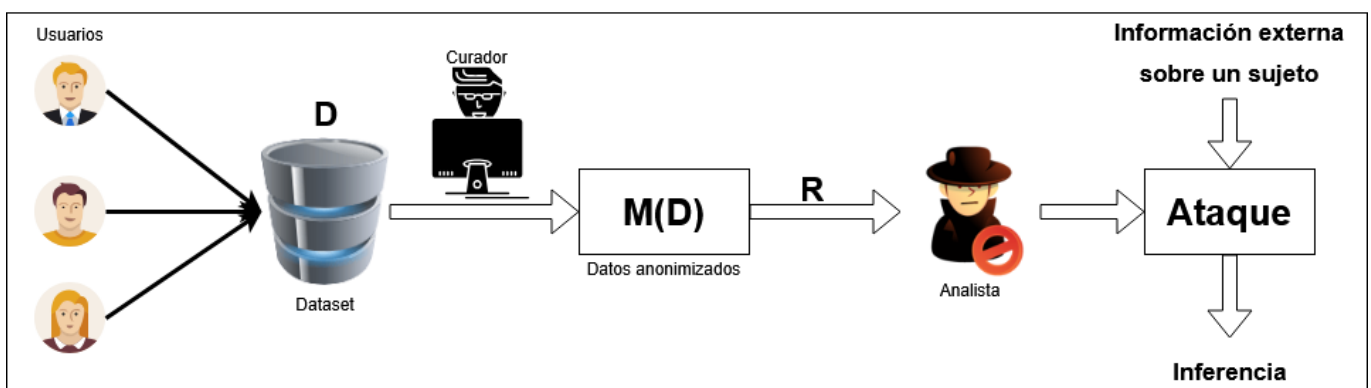 Usuarios
D
Dataset
Curador
M(D)
Datos anonimizados
R
Analista
Información externa
sobre un sujeto
Ataque
Inferencia